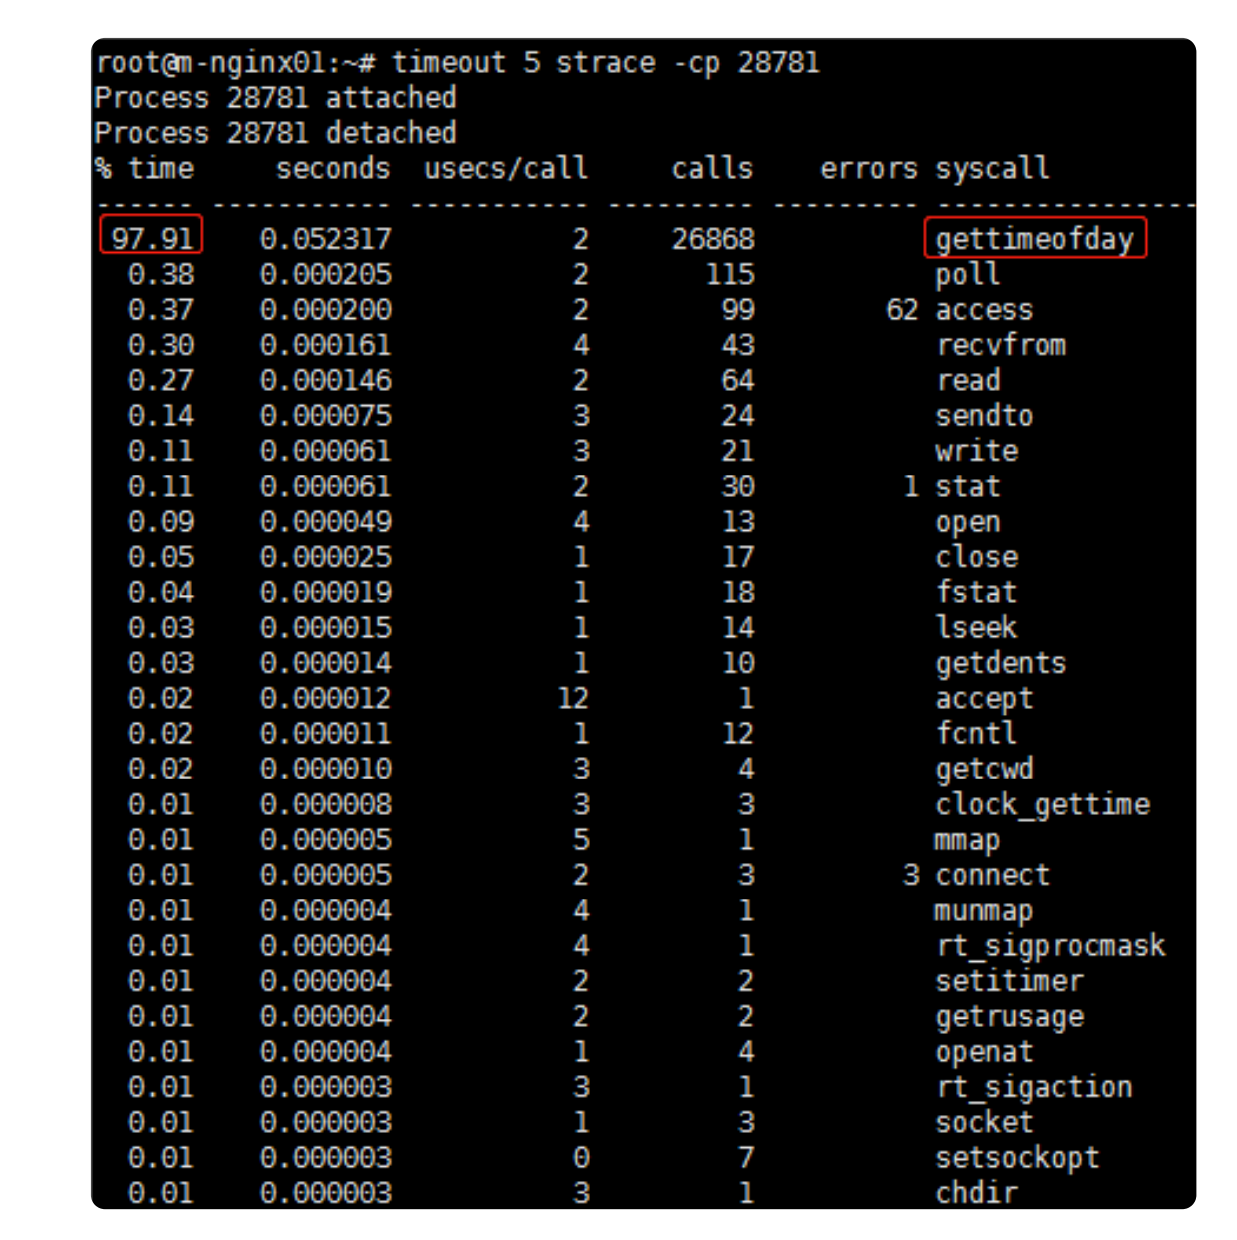 root@m-nginx01:~# timeout 5 strace -cp 28781
Process 28781 attached
Process 28781 detached
% time     seconds  usecs/call     calls    errors syscall
------ ----------- ----------- --------- --------- ----------------
 97.91    0.052317           2     26868           gettimeofday
  0.38    0.000205           2       115           poll
  0.37    0.000200           2        99        62 access
  0.30    0.000161           4        43           recvfrom
  0.27    0.000146           2        64           read
  0.14    0.000075           3        24           sendto
  0.11    0.000061           3        21           write
  0.11    0.000061           2        30         1 stat
  0.09    0.000049           4        13           open
  0.05    0.000025           1        17           close
  0.04    0.000019           1        18           fstat
  0.03    0.000015           1        14           lseek
  0.03    0.000014           1        10           getdents
  0.02    0.000012          12         1           accept
  0.02    0.000011           1        12           fcntl
  0.02    0.000010           3         4           getcwd
  0.01    0.000008           3         3           clock_gettime
  0.01    0.000005           5         1           mmap
  0.01    0.000005           2         3         3 connect
  0.01    0.000004           4         1           munmap
  0.01    0.000004           4         1           rt_sigprocmask
  0.01    0.000004           2         2           setitimer
  0.01    0.000004           2         2           getrusage
  0.01    0.000004           1         4           openat
  0.01    0.000003           3         1           rt_sigaction
  0.01    0.000003           1         3           socket
  0.01    0.000003           0         7           setsockopt
  0.01    0.000003           3         1           chdir